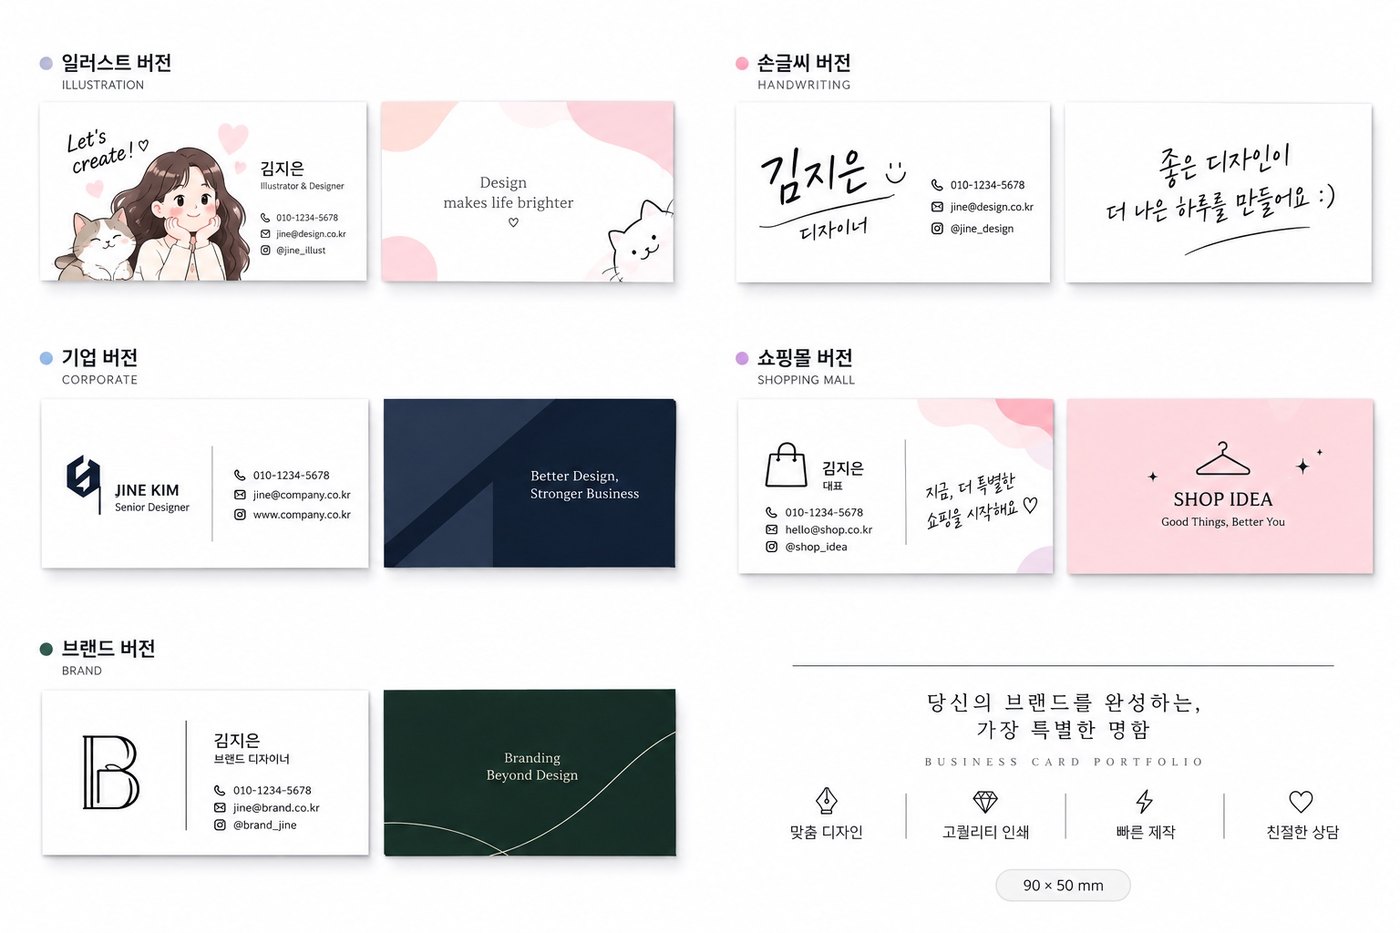 일러스트 버전
ILLUSTRATION
Let's
create! ♡
김지은
Illustrator & Designer
010-1234-5678
jine@design.co.kr
@jine_illust
Design
makes life brighter
♡
손글씨 버전
HANDWRITING
김지은
디자이너
010-1234-5678
jine@design.co.kr
@jine_design
좋은 디자인이
더 나은 하루를 만들어요 :)
기업 버전
CORPORATE
JINE KIM
Senior Designer
010-1234-5678
jine@company.co.kr
www.company.co.kr
Better Design,
Stronger Business
쇼핑몰 버전
SHOPPING MALL
김지은
대표
010-1234-5678
hello@shop.co.kr
@shop_idea
지금, 더 특별한
쇼핑을 시작해요 ♡
SHOP IDEA
Good Things, Better You
브랜드 버전
BRAND
B
김지은
브랜드 디자이너
010-1234-5678
jine@brand.co.kr
@brand_jine
Branding
Beyond Design
당신의 브랜드를 완성하는,
가장 특별한 명함
BUSINESS CARD PORTFOLIO
맞춤 디자인
고퀄리티 인쇄
빠른 제작
친절한 상담
90 × 50 mm